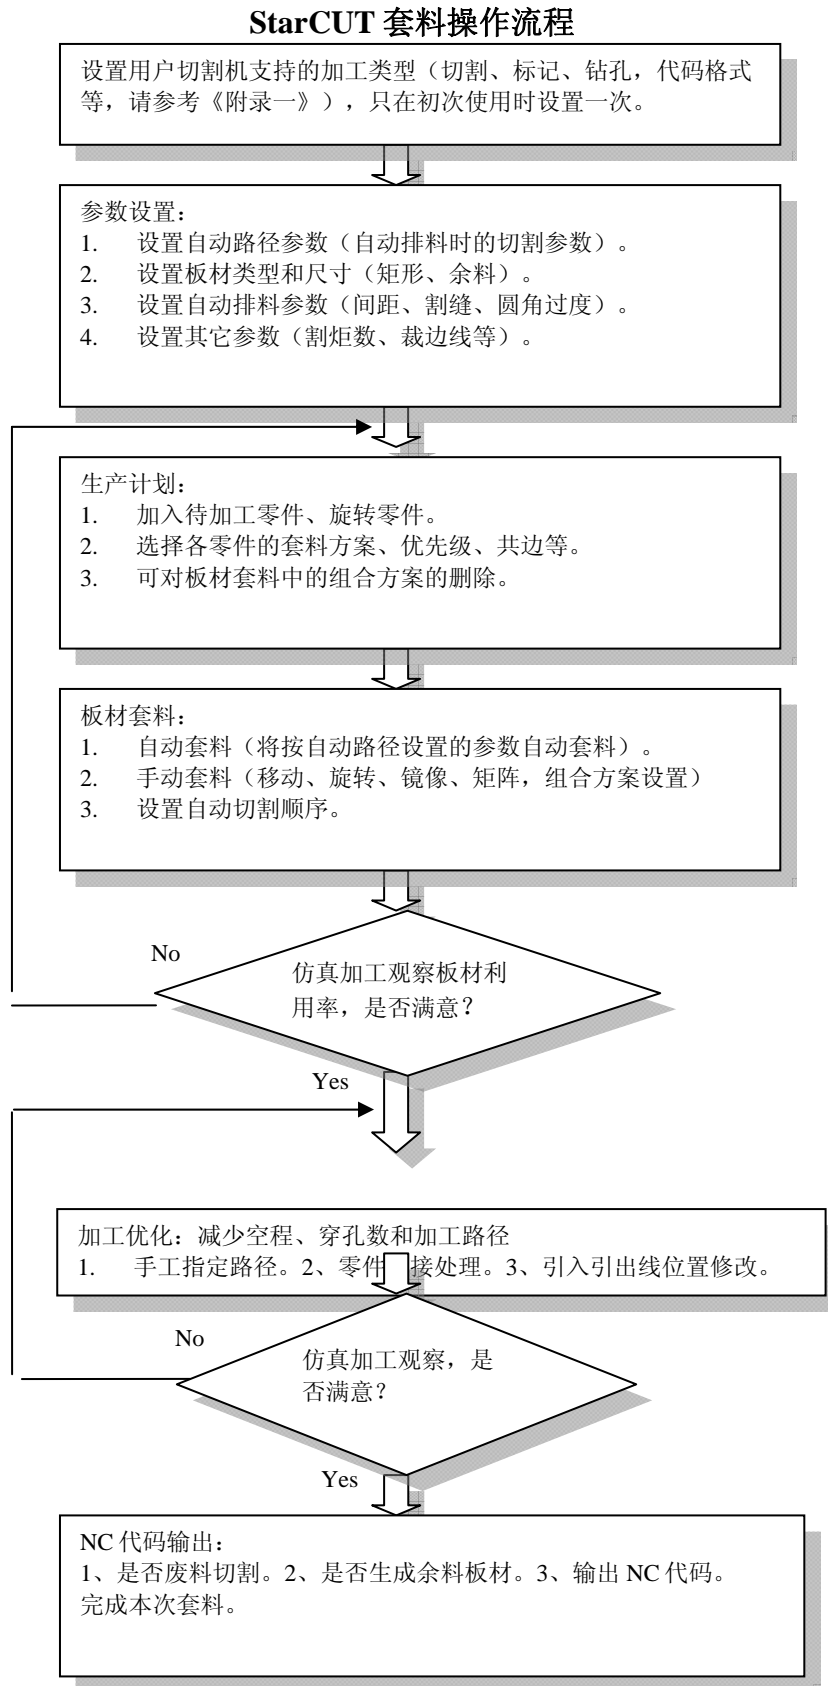 StarCUT 套料操作流程
设置用户切割机支持的加工类型（切割、标记、钻孔，代码格式
等，请参考《附录一》），只在初次使用时设置一次。
参数设置：
1. 设置自动路径参数（自动排料时的切割参数）。
2. 设置板材类型和尺寸（矩形、余料）。
3. 设置自动排料参数（间距、割缝、圆角过度）。
4. 设置其它参数（割炬数、裁边线等）。
生产计划：
1. 加入待加工零件、旋转零件。
2. 选择各零件的套料方案、优先级、共边等。
3. 可对板材套料中的组合方案的删除。
板材套料：
1. 自动套料（将按自动路径设置的参数自动套料）。
2. 手动套料（移动、旋转、镜像、矩阵，组合方案设置）
3. 设置自动切割顺序。
No
仿真加工观察板材利
用率，是否满意？
Yes
加工优化：减少空程、穿孔数和加工路径
1. 手工指定路径。2、零件 接处理。3、引入引出线位置修改。
No
仿真加工观察，是
否满意？
Yes
NC 代码输出：
1、是否废料切割。2、是否生成余料板材。3、输出 NC 代码。
完成本次套料。